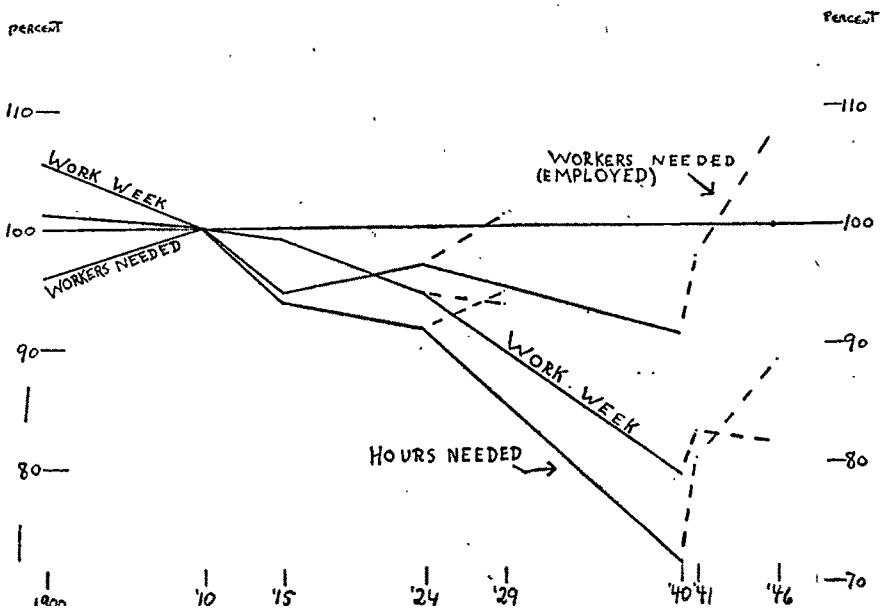 PERCENT
PERCENT
110
110
WORK WEEK
WORKERS NEEDED
(EMPLOYED)
100
100
WORKERS NEEDED
90
90
WORK WEEK
HOURS NEEDED
80
80
70
1900
'10
'15
'24
'29
'40
'41
'46